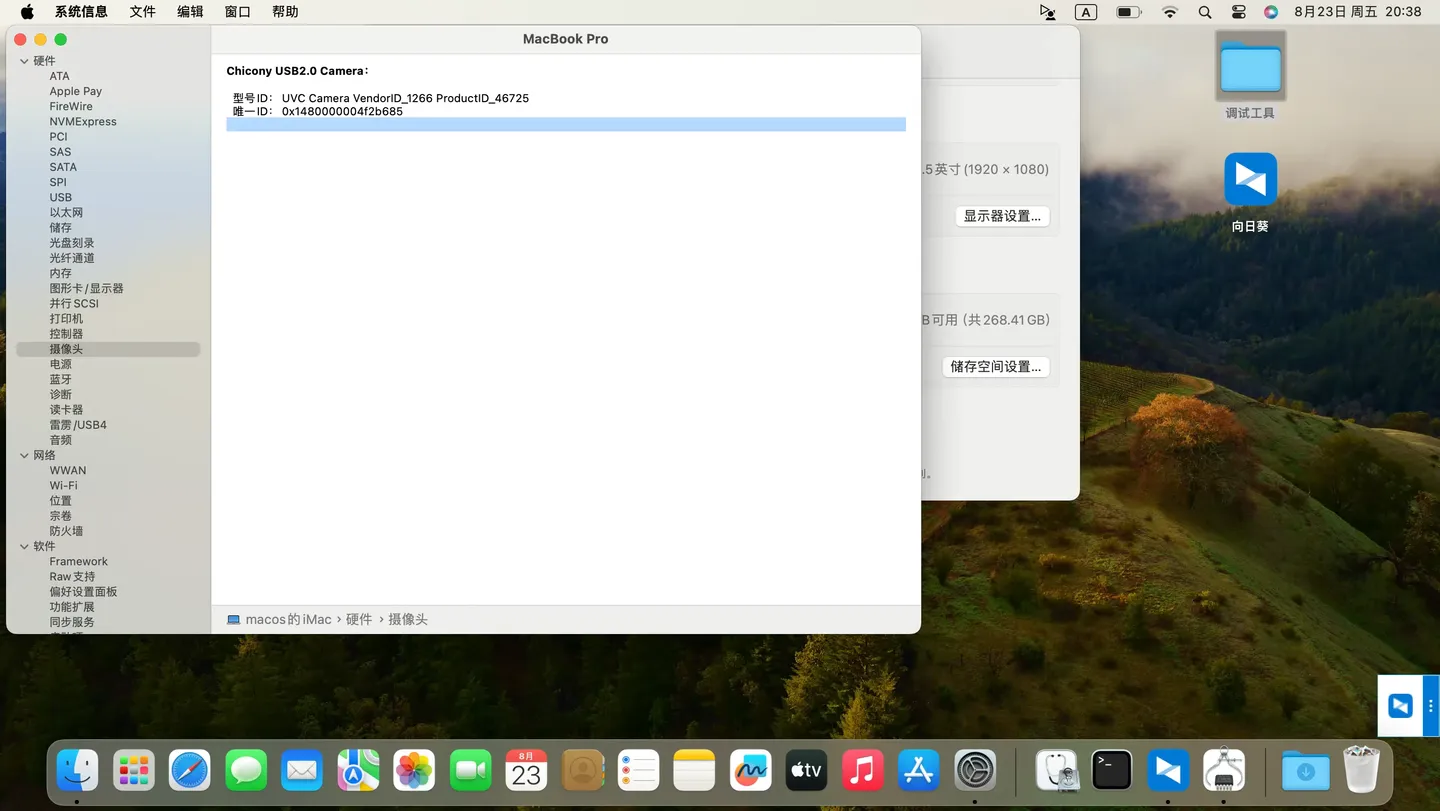 系统信息 文件 编辑 窗口 帮助 A 8月23日 周五 20:38
MacBook Pro
硬件
ATA
Apple Pay
FireWire
NVMExpress
PCI
SAS
SATA
SPI
USB
以太网
储存
光盘刻录
光纤通道
内存
图形卡/显示器
并行SCSI
打印机
控制器
摄像头
电源
蓝牙
诊断
读卡器
雷雳/USB4
音频
网络
WWAN
Wi-Fi
位置
宗卷
防火墙
软件
Framework
Raw支持
偏好设置面板
功能扩展
同步服务
Chicony USB2.0 Camera：
型号ID： UVC Camera VendorID_1266 ProductID_46725
唯一ID： 0x1480000004f2b685
macos的iMac › 硬件 › 摄像头
.5英寸 (1920 × 1080)
显示器设置...
B可用 (共268.41GB)
储存空间设置...
调试工具
向日葵
8月
23
tv
>_